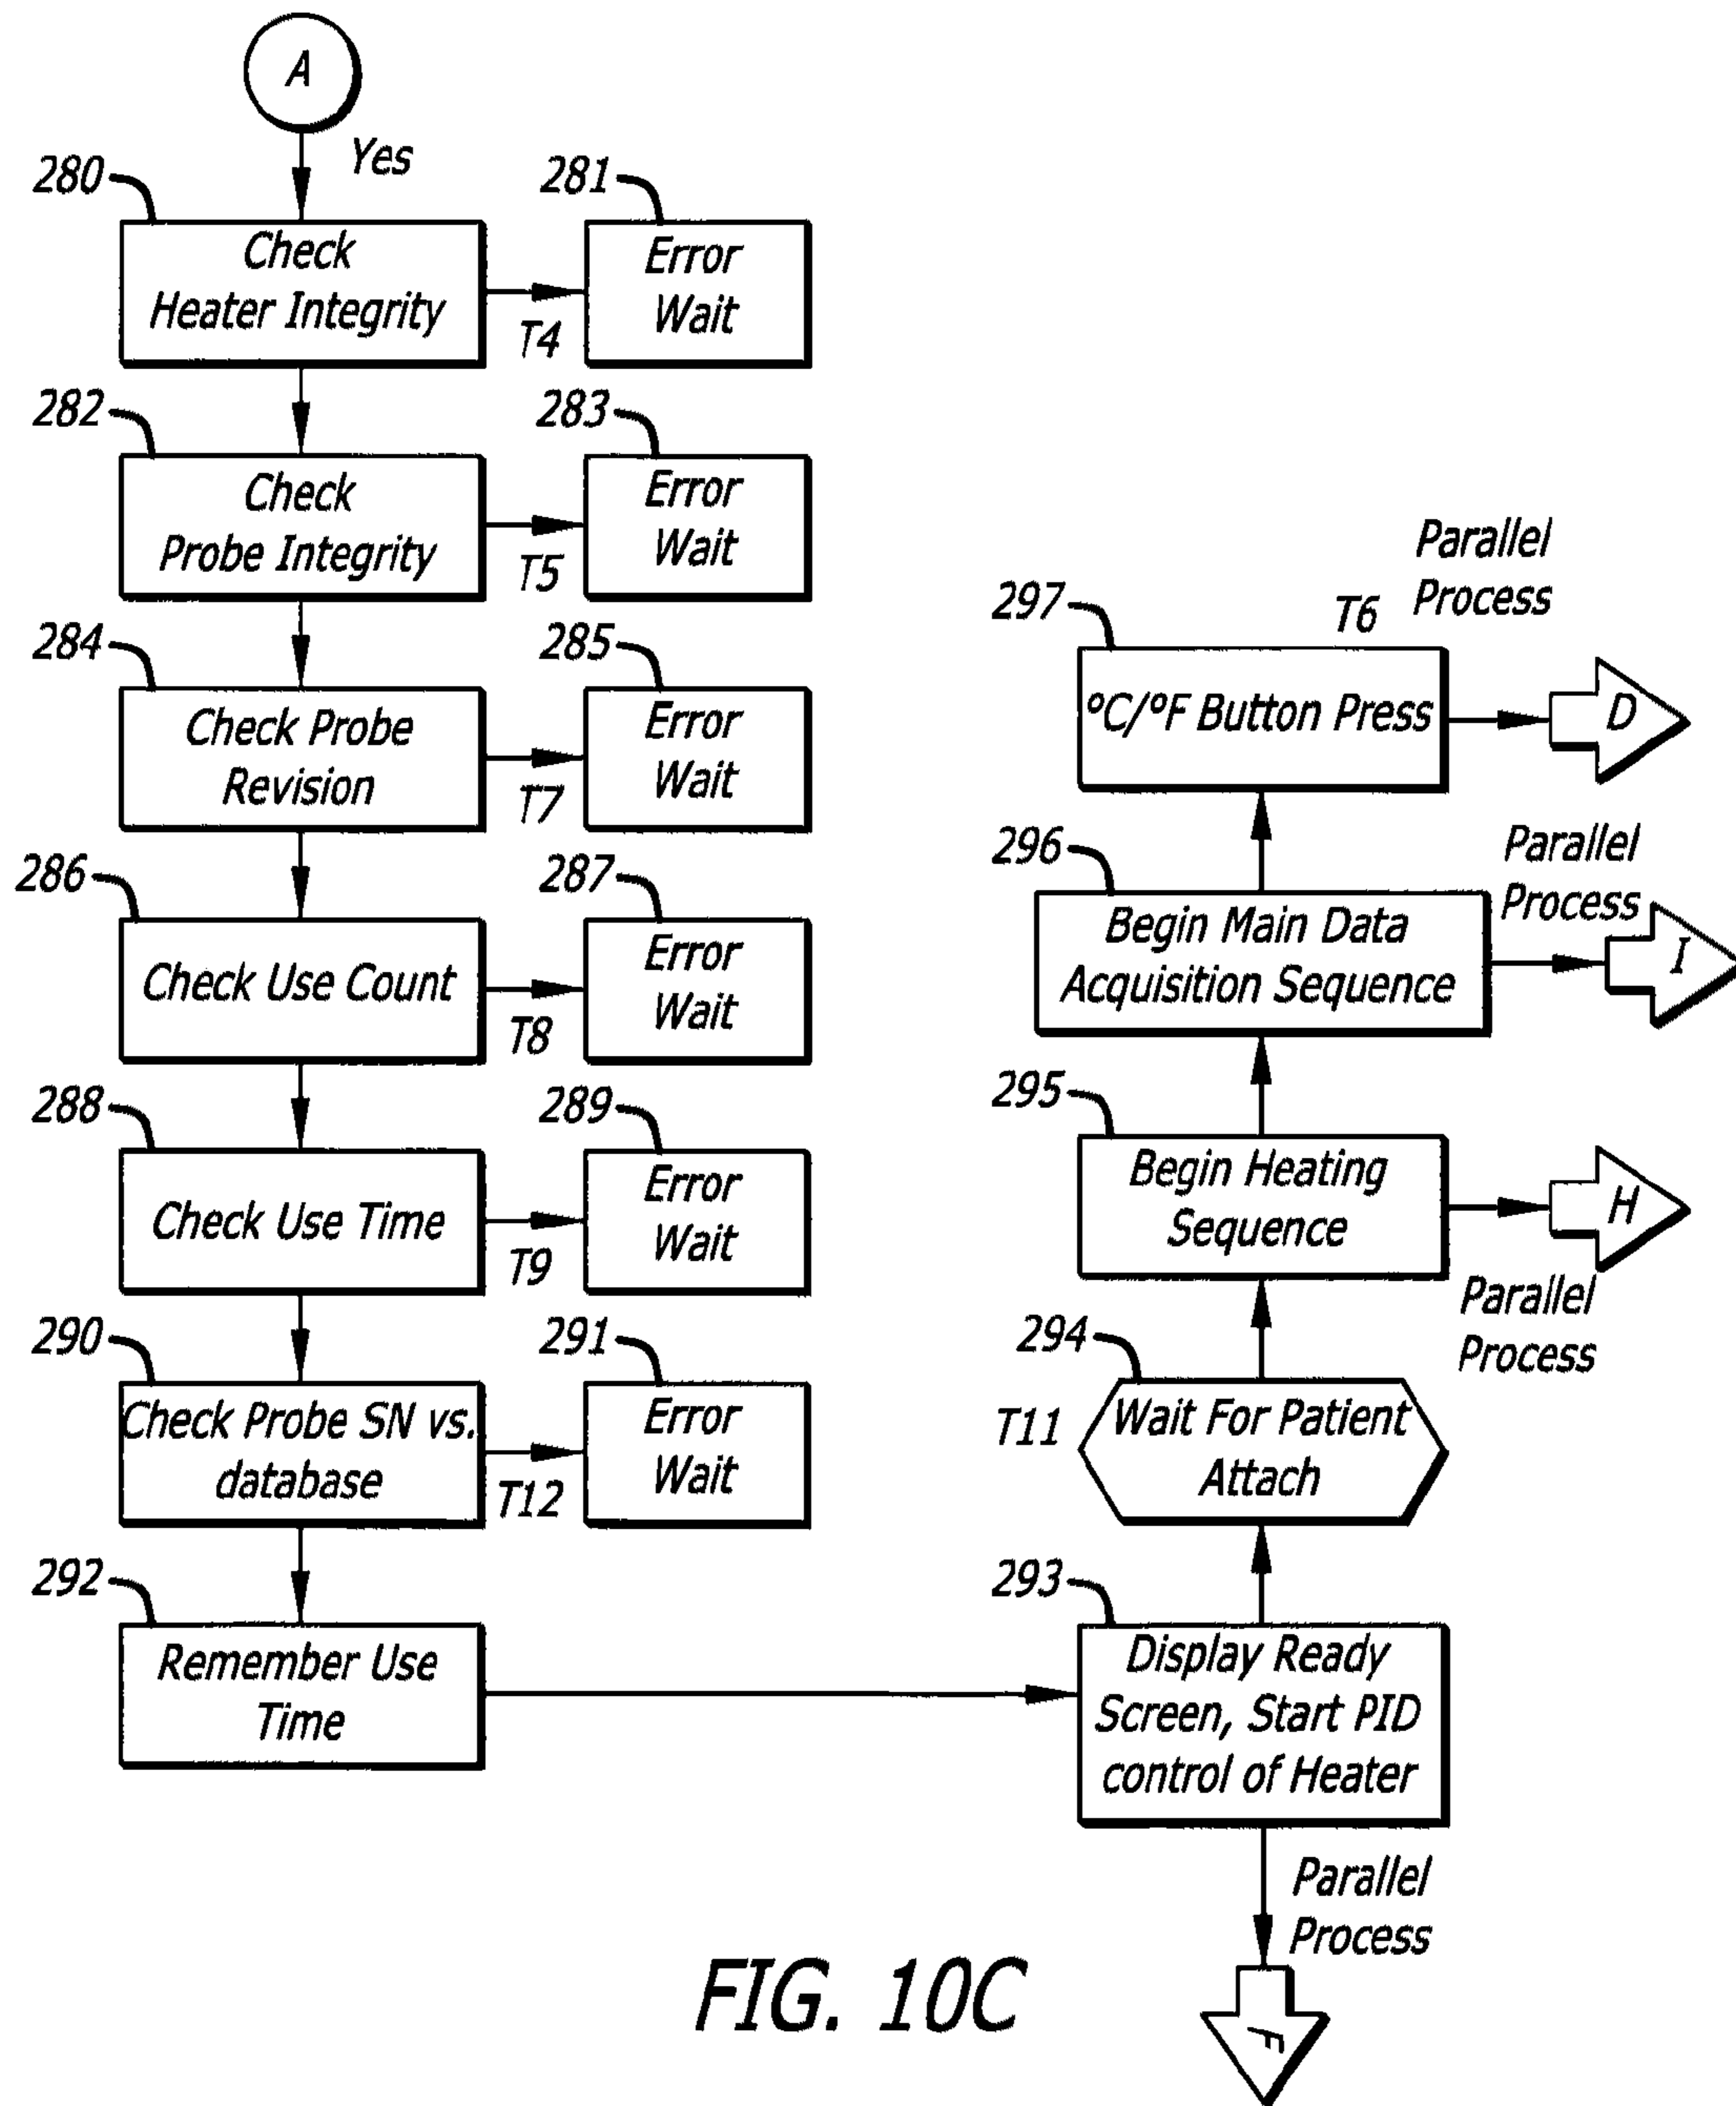 A
Yes
280
Check
Heater Integrity
T4
281
Error
Wait
282
Check
Probe Integrity
T5
283
Error
Wait
284
Check Probe
Revision
T7
285
Error
Wait
286
Check Use Count
T8
287
Error
Wait
288
Check Use Time
T9
289
Error
Wait
290
Check Probe SN vs.
database
T12
291
Error
Wait
292
Remember Use
Time
293
Display Ready
Screen, Start PID
control of Heater
Parallel
Process
F
294
T11
Wait For Patient
Attach
295
Begin Heating
Sequence
H
Parallel
Process
296
Begin Main Data
Acquisition Sequence
Parallel
Process
I
297
°C/°F Button Press
T6
Parallel
Process
D
FIG. 10C